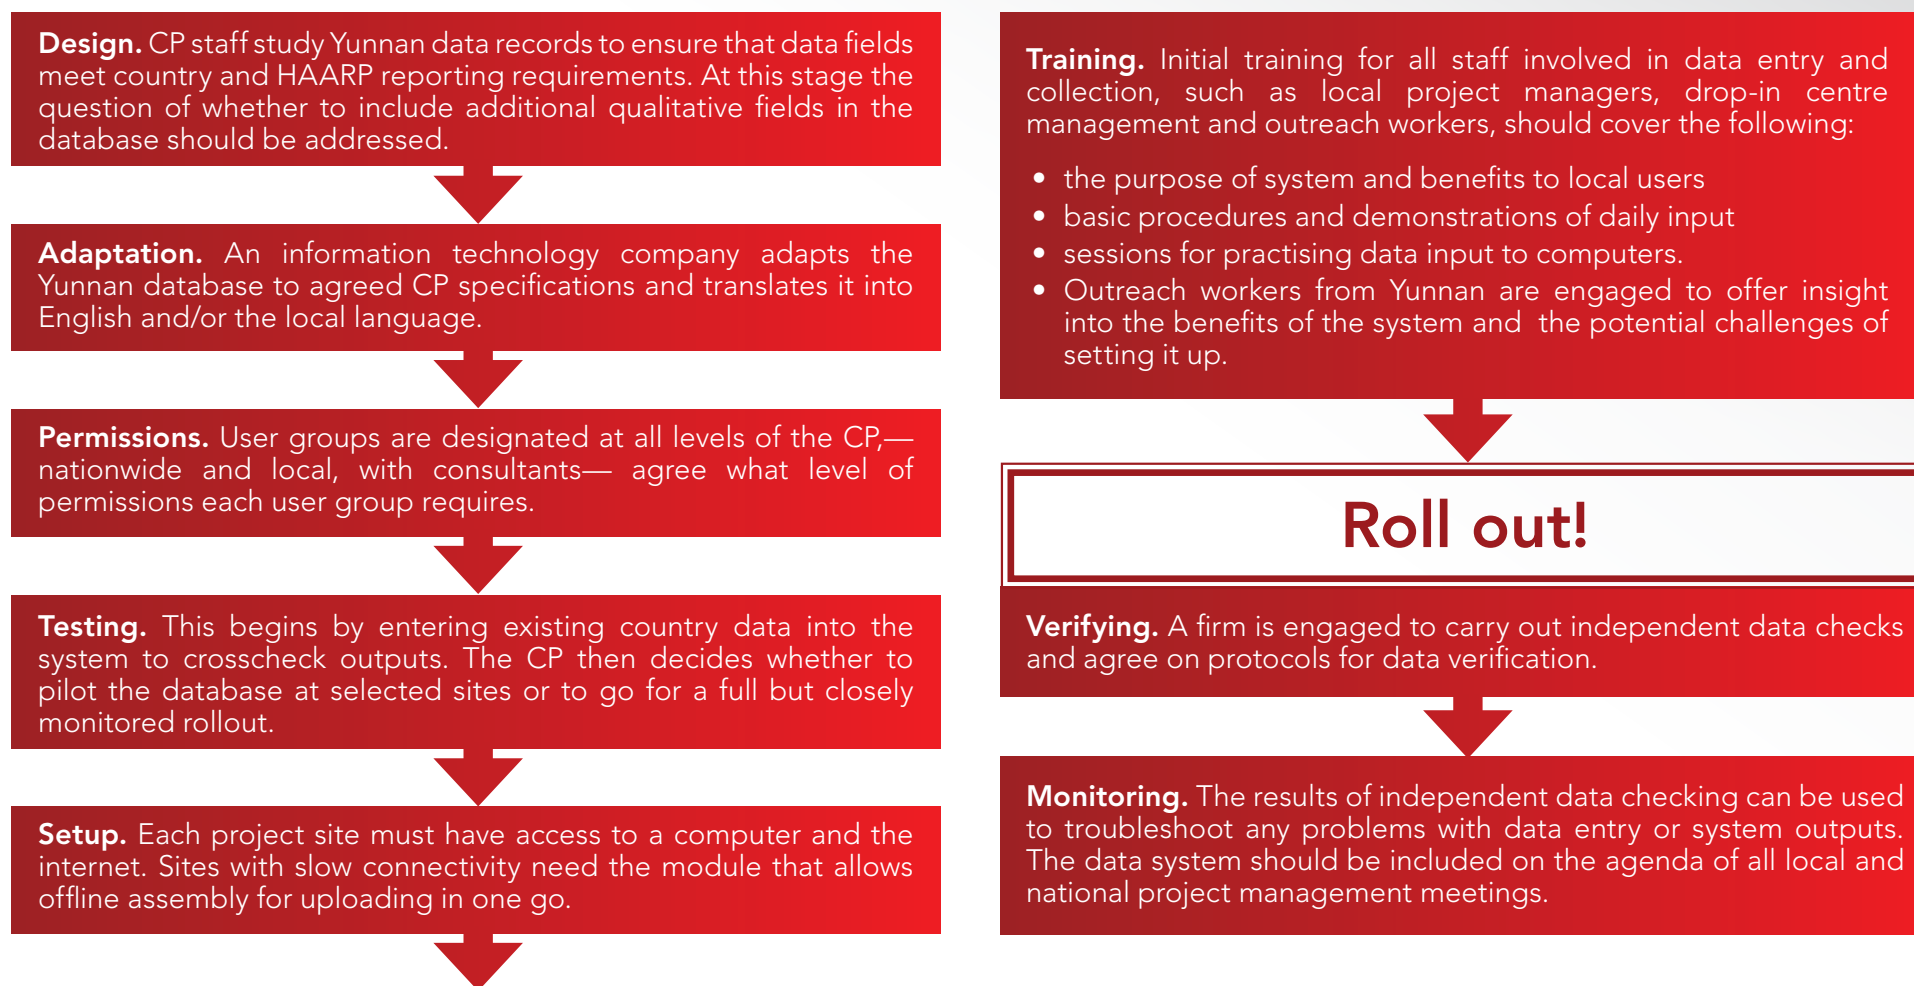 Design. CP staff study Yunnan data records to ensure that data fields
meet country and HAARP reporting requirements. At this stage the
question of whether to include additional qualitative fields in the
database should be addressed.
Adaptation. An information technology company adapts the
Yunnan database to agreed CP specifications and translates it into
English and/or the local language.
Permissions. User groups are designated at all levels of the CP,—
nationwide and local, with consultants— agree what level of
permissions each user group requires.
Testing. This begins by entering existing country data into the
system to crosscheck outputs. The CP then decides whether to
pilot the database at selected sites or to go for a full but closely
monitored rollout.
Setup. Each project site must have access to a computer and the
internet. Sites with slow connectivity need the module that allows
offline assembly for uploading in one go.
Training. Initial training for all staff involved in data entry and
collection, such as local project managers, drop-in centre
management and outreach workers, should cover the following:
• the purpose of system and benefits to local users
• basic procedures and demonstrations of daily input
• sessions for practising data input to computers.
• Outreach workers from Yunnan are engaged to offer insight
into the benefits of the system and the potential challenges of
setting it up.
Roll out!
Verifying. A firm is engaged to carry out independent data checks
and agree on protocols for data verification.
Monitoring. The results of independent data checking can be used
to troubleshoot any problems with data entry or system outputs.
The data system should be included on the agenda of all local and
national project management meetings.